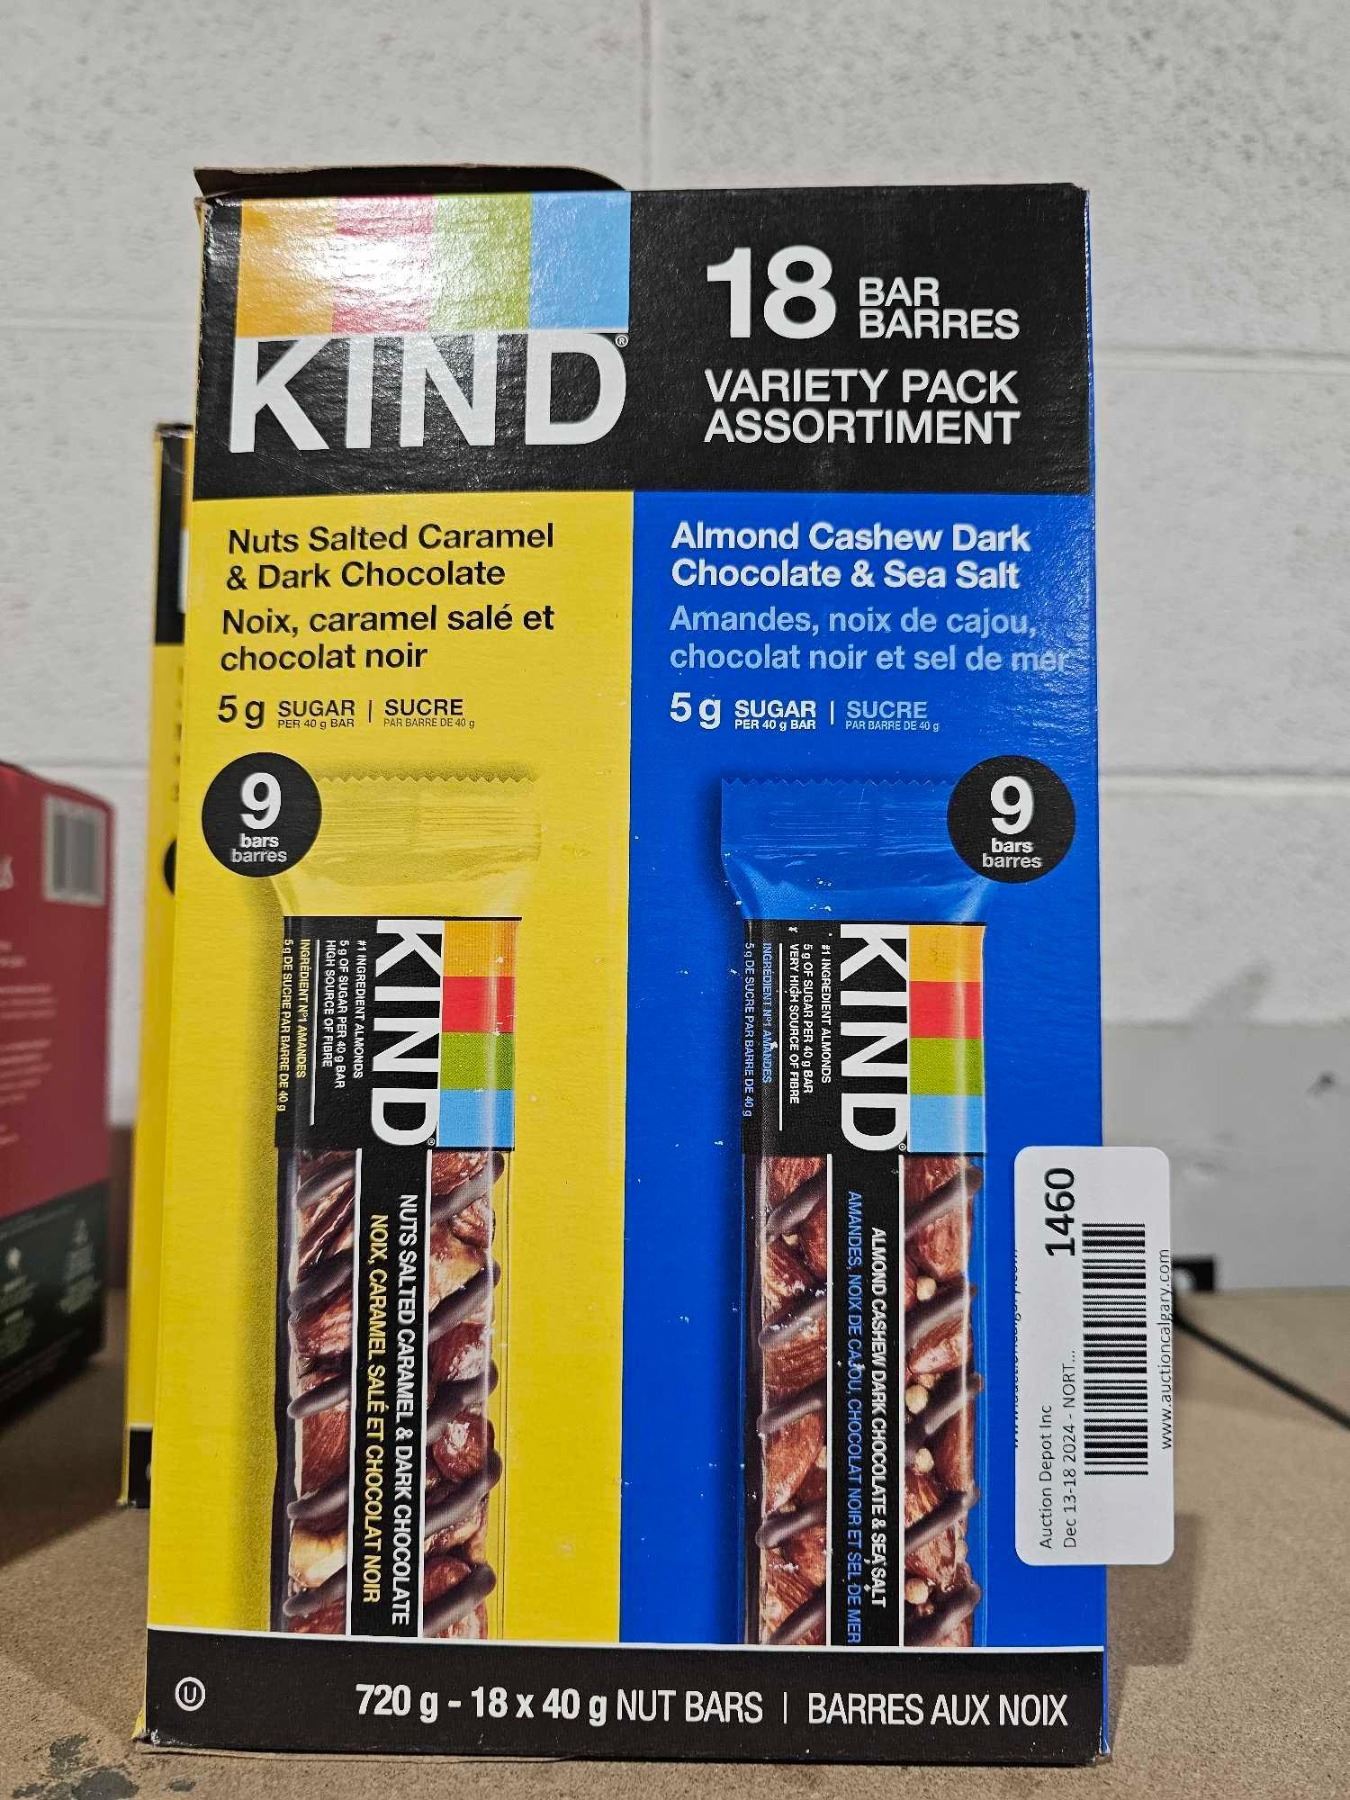 KIND®
18 BAR
BARRES
VARIETY PACK
ASSORTIMENT
Nuts Salted Caramel
& Dark Chocolate
Noix, caramel salé et
chocolat noir
5 g SUGAR | SUCRE
PER 40 g BAR PAR BARRE DE 40 g
9
bars
barres
Almond Cashew Dark
Chocolate & Sea Salt
Amandes, noix de cajou,
chocolat noir et sel de mer
5 g SUGAR | SUCRE
PER 40 g BAR PAR BARRE DE 40 g
9
bars
barres
KIND®
#1 INGREDIENT ALMONDS
5 g OF SUGAR PER 40 g BAR
HIGH SOURCE OF FIBRE
INGRÉDIENT Nº1 AMANDES
5 g DE SUCRE PAR BARRE DE 40 g
NUTS SALTED CARAMEL & DARK CHOCOLATE
NOIX, CARAMEL SALÉ ET CHOCOLAT NOIR
KIND®
#1 INGREDIENT ALMONDS
5 g OF SUGAR PER 40 g BAR
VERY HIGH SOURCE OF FIBRE
INGRÉDIENT Nº1 AMANDES
5 g DE SUCRE PAR BARRE DE 40 g
ALMOND CASHEW DARK CHOCOLATE & SEA SALT
AMANDES, NOIX DE CAJOU, CHOCOLAT NOIR ET SEL DE MER
Auction Depot Inc
Dec 13-18 2024 - NORT...
1460
www.auctioncalgary.com
U
720 g - 18 x 40 g NUT BARS | BARRES AUX NOIX